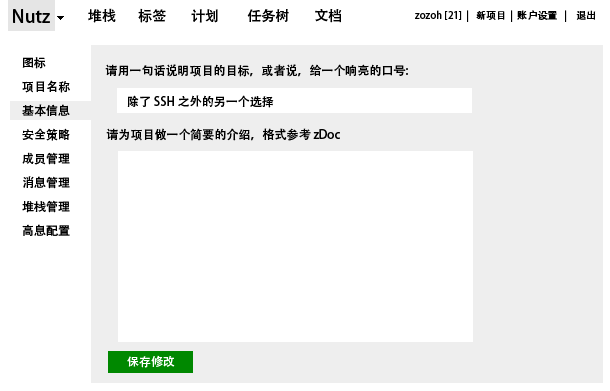 Nutz 堆栈 标签 计划 任务树 文档 zozoh [21] | 新项目 | 账户设置 | 退出
图标
项目名称
基本信息
安全策略
成员管理
消息管理
堆栈管理
高息配置
请用一句话说明项目的目标，或者说，给一个响亮的口号:
除了 SSH 之外的另一个选择
请为项目做一个简要的介绍，格式参考 zDoc
保存修改